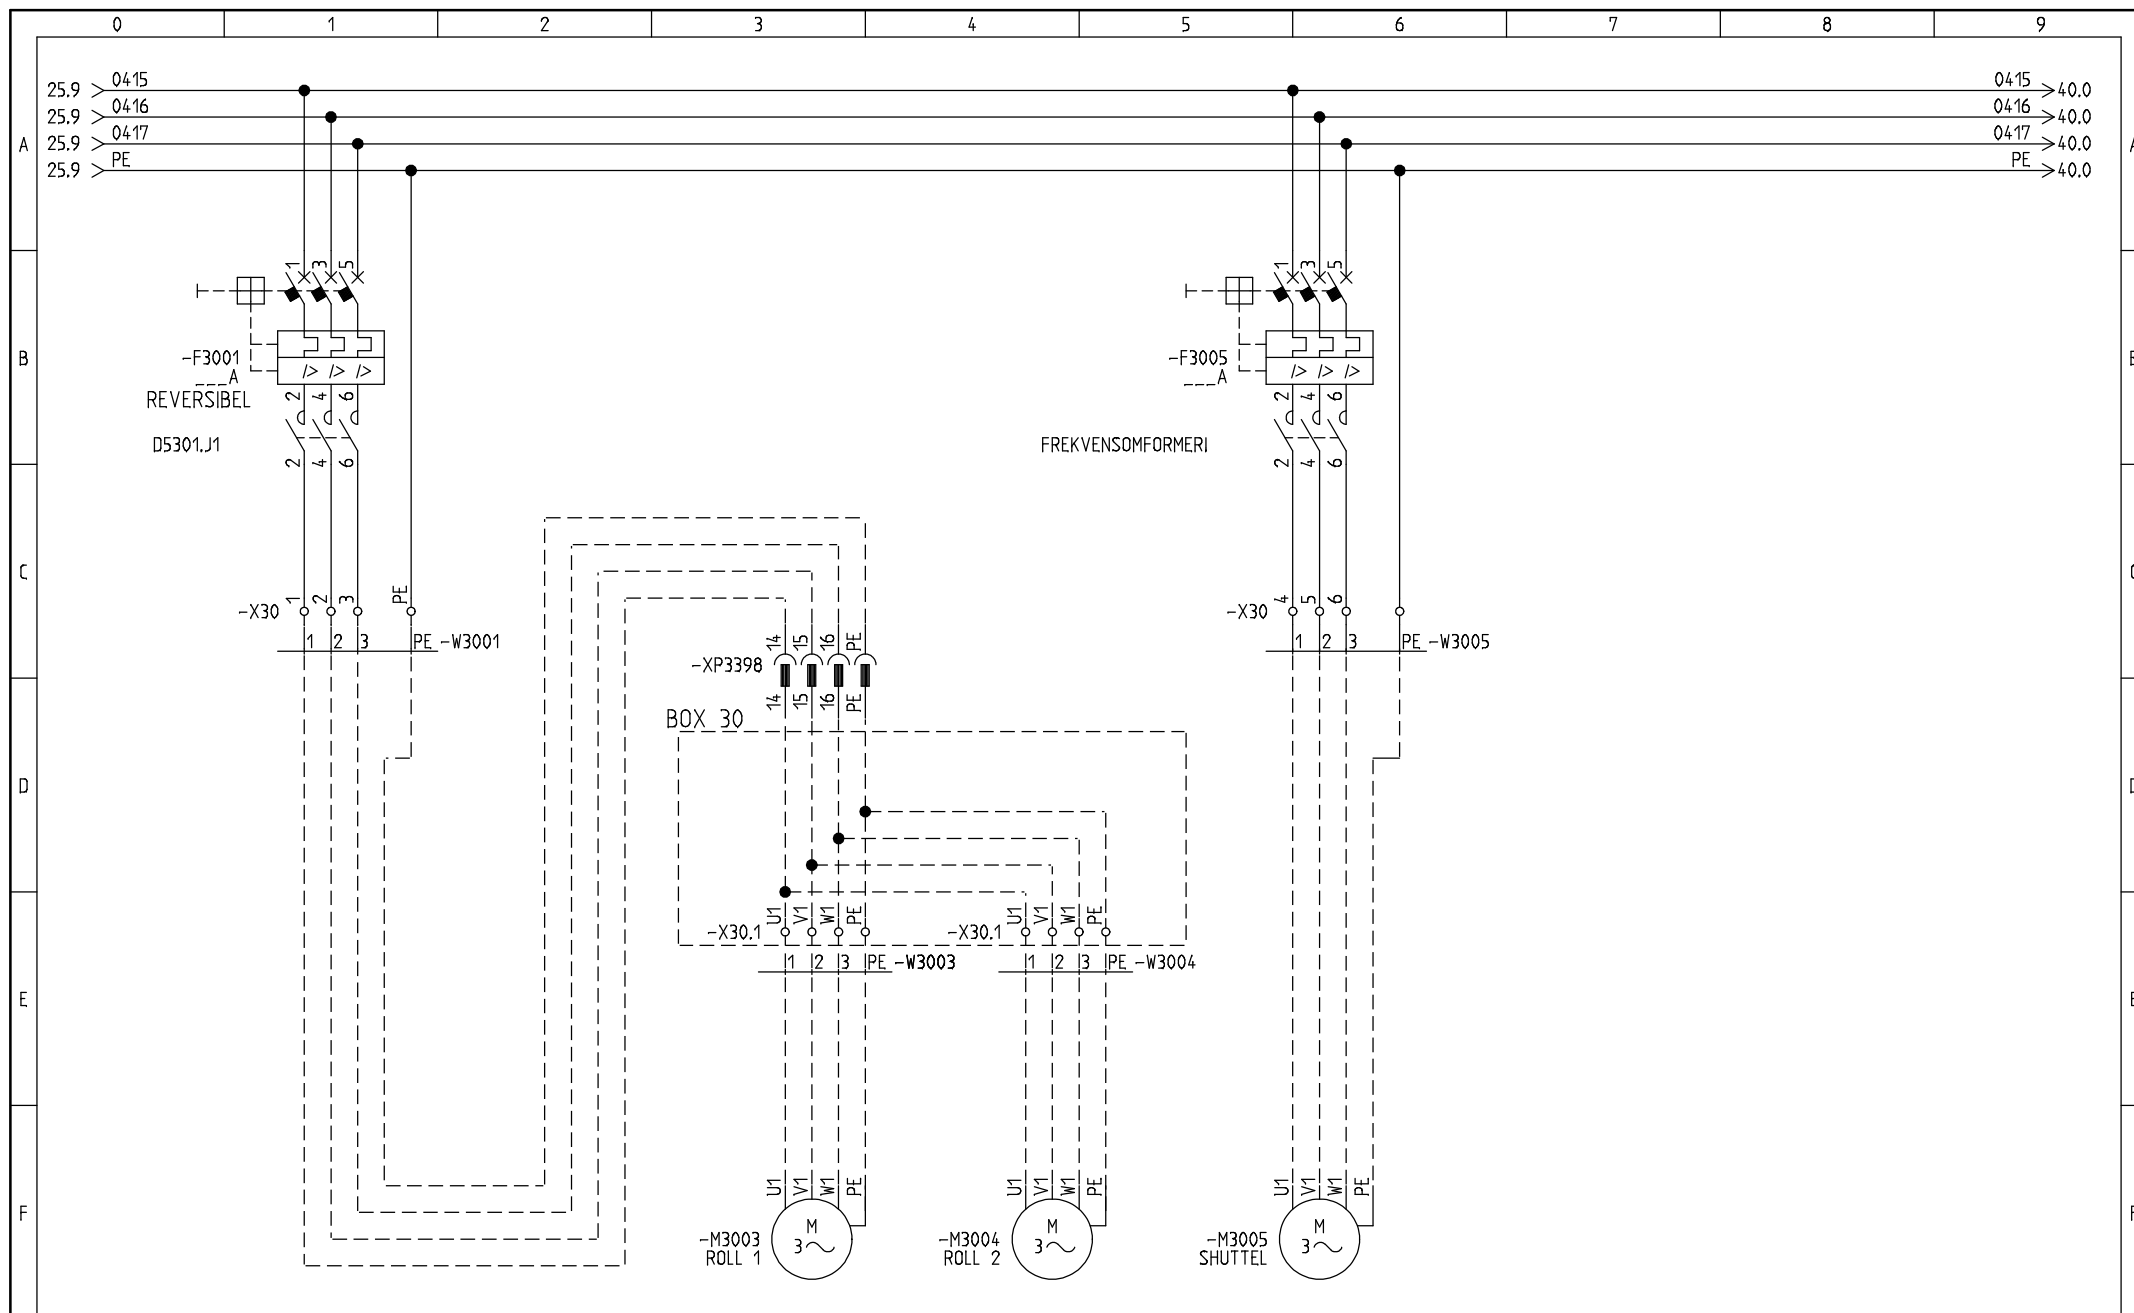 0 1 2 3 4 5 6 7 8 9
25.9 0415 0415 40.0
25.9 0416 0416 40.0
A 25.9 0417 0417 40.0
25.9 PE PE 40.0
1 3 5 1 3 5
B -F3001 -F3005
___A ___A
I> I> I> I> I> I>
REVERSIBEL 2 4 6 2 4 6
D5301.J1 FREKVENSOMFORMERI
2 4 6 2 4 6
C
-X30 1 2 3 PE -X30 4 5 6
1 2 3 PE -W3001 14 15 16 PE 1 2 3 PE -W3005
-XP3398
14 15 16 PE
BOX 30
D
U1 V1 W1 PE U1 V1 W1 PE
-X30.1 -X30.1
1 2 3 PE -W3003 1 2 3 PE -W3004
E
U1 V1 W1 PE U1 V1 W1 PE U1 V1 W1 PE
F
M M M
-M3003 3 -M3004 3 -M3005 3
ROLL 1 ROLL 2 SHUTTEL